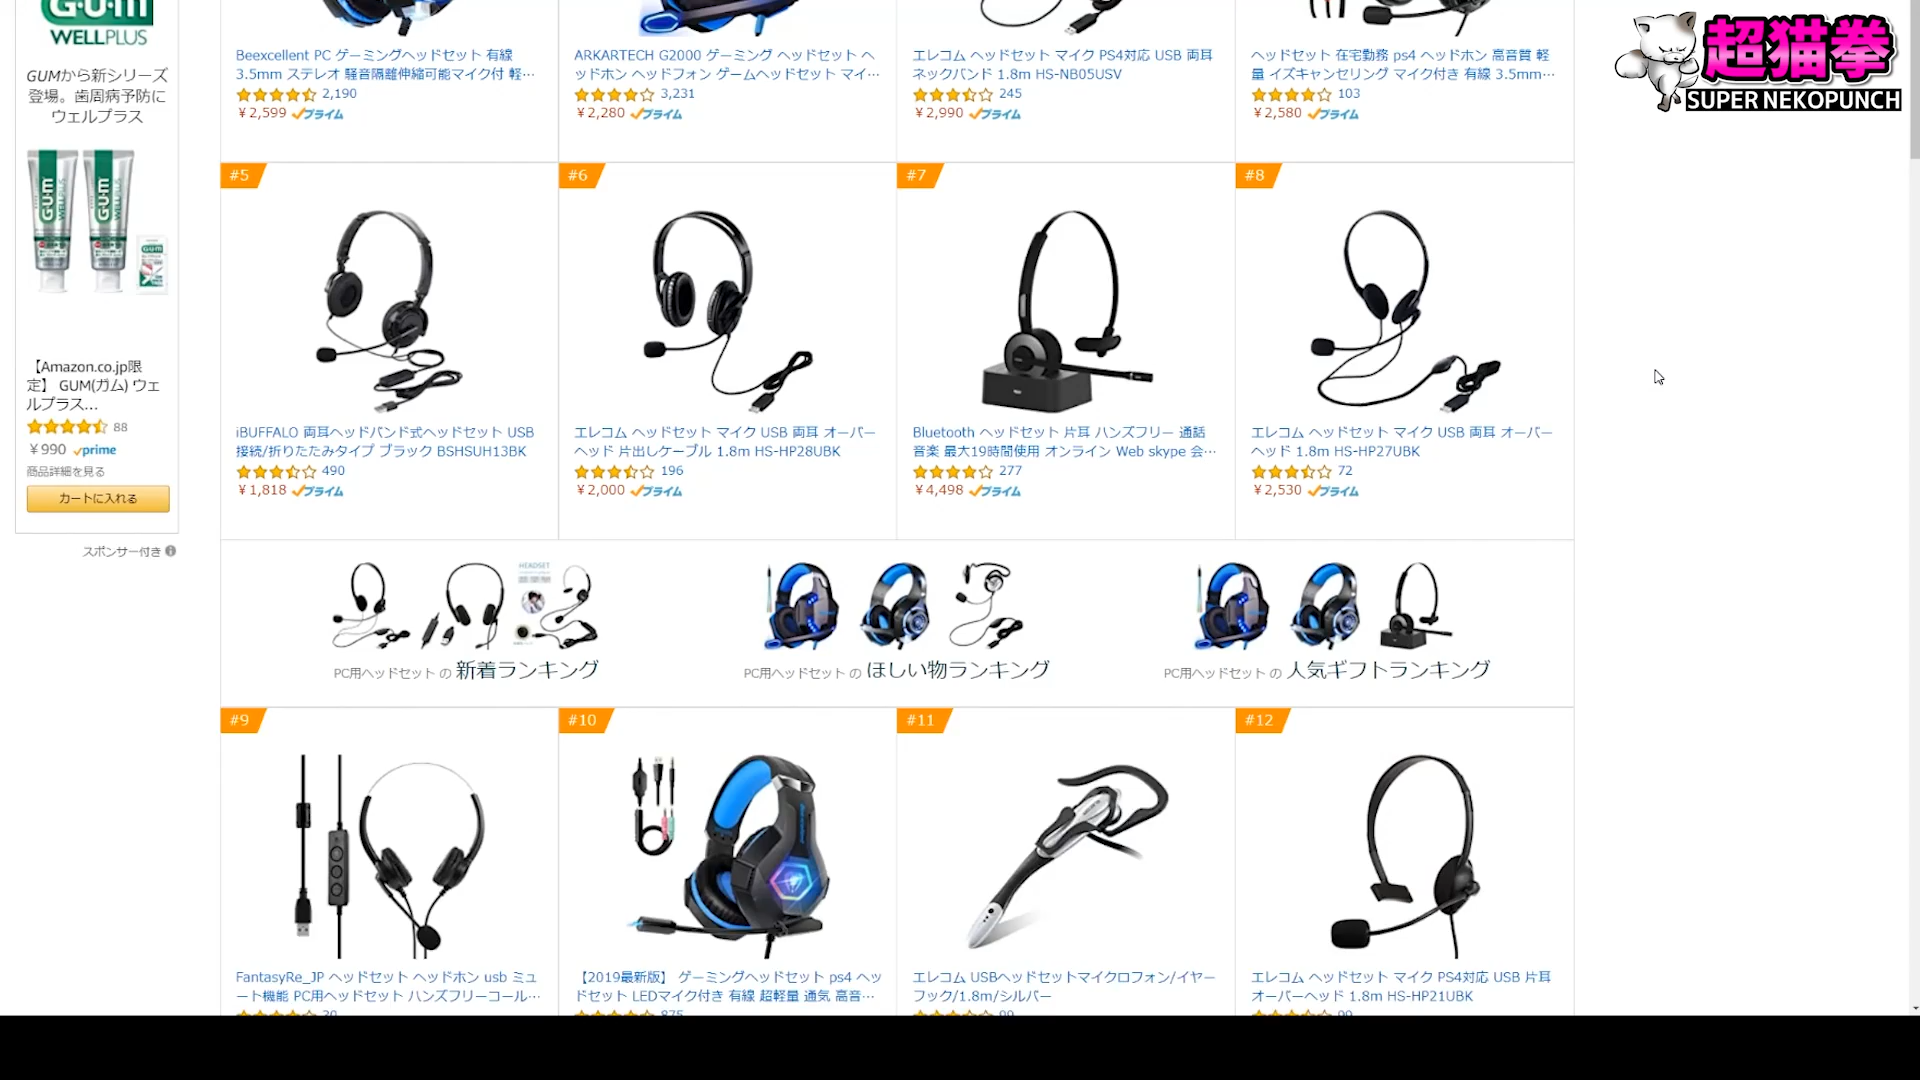 G·U·M
WELLPLUS
GUMから新シリーズ
登場。歯周病予防に
ウェルプラス
【Amazon.co.jp限
定】 GUM(ガム) ウェ
ルプラス...
88
￥990 prime
商品詳細を見る
カートに入れる
スポンサー付き
超猫拳
SUPER NEKOPUNCH
Beexcellent PC ゲーミングヘッドセット 有線
3.5mm ステレオ 騒音隔離伸縮可能マイク付 軽…
2,190
￥2,599 プライム
ARKARTECH G2000 ゲーミング ヘッドセット ヘ
ッドホン ヘッドフォン ゲームヘッドセット マイ…
3,231
￥2,280 プライム
エレコム ヘッドセット マイク PS4対応 USB 両耳
ネックバンド 1.8m HS-NB05USV
245
￥2,990 プライム
ヘッドセット 在宅勤務 ps4 ヘッドホン 高音質 軽
量 イズキャンセリング マイク付き 有線 3.5mm…
103
￥2,580 プライム
#5
iBUFFALO 両耳ヘッドバンド式ヘッドセット USB
接続/折りたたみタイプ ブラック BSHSUH13BK
490
￥1,818 プライム
#6
エレコム ヘッドセット マイク USB 両耳 オーバー
ヘッド 片出しケーブル 1.8m HS-HP28UBK
196
￥2,000 プライム
#7
Bluetooth ヘッドセット 片耳 ハンズフリー 通話
音楽 最大19時間使用 オンライン Web skype 会…
277
￥4,498 プライム
#8
エレコム ヘッドセット マイク USB 両耳 オーバー
ヘッド 1.8m HS-HP27UBK
72
￥2,530 プライム
HEADSET
PC用ヘッドセット の 新着ランキング
PC用ヘッドセット の ほしい物ランキング
PC用ヘッドセット の 人気ギフトランキング
#9
FantasyRe_JP ヘッドセット ヘッドホン usb ミュ
ート機能 PC用ヘッドセット ハンズフリーコール…
#10
【2019最新版】 ゲーミングヘッドセット ps4 ヘッ
ドセット LEDマイク付き 有線 超軽量 通気 高音…
#11
エレコム USBヘッドセットマイクロフォン/イヤー
フック/1.8m/シルバー
#12
エレコム ヘッドセット マイク PS4対応 USB 片耳
オーバーヘッド 1.8m HS-HP21UBK